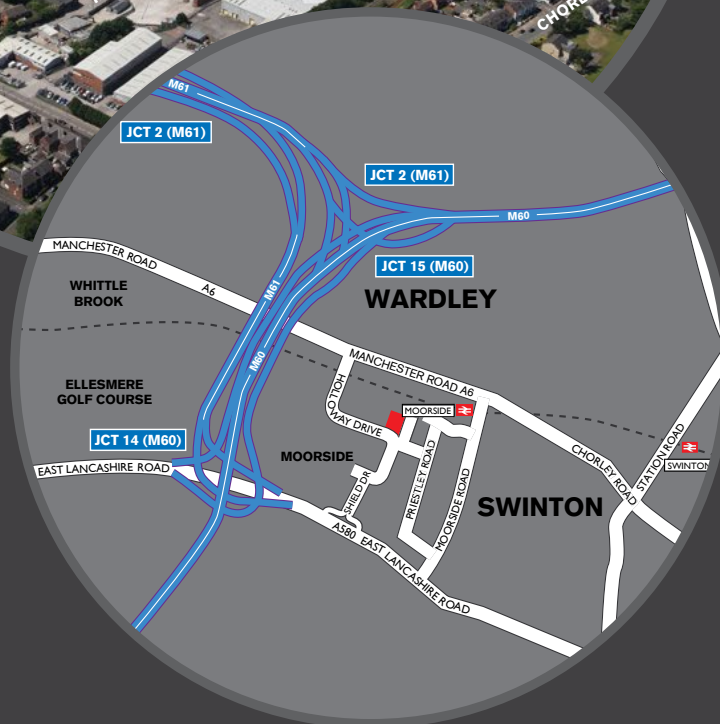 M61
JCT 2 (M61)
JCT 2 (M61)
M60
MANCHESTER ROAD
A6
JCT 15 (M60)
WHITTLE
BROOK
M61
WARDLEY
M60
MANCHESTER ROAD A6
ELLESMERE
GOLF COURSE
HOLLOWAY DRIVE
MOORSIDE
JCT 14 (M60)
EAST LANCASHIRE ROAD
MOORSIDE
SHIELD DR
PRIESTLEY ROAD
MOORSIDE ROAD
CHORLEY ROAD
STATION ROAD
SWINTON
SWINTON
A580 EAST LANCASHIRE ROAD